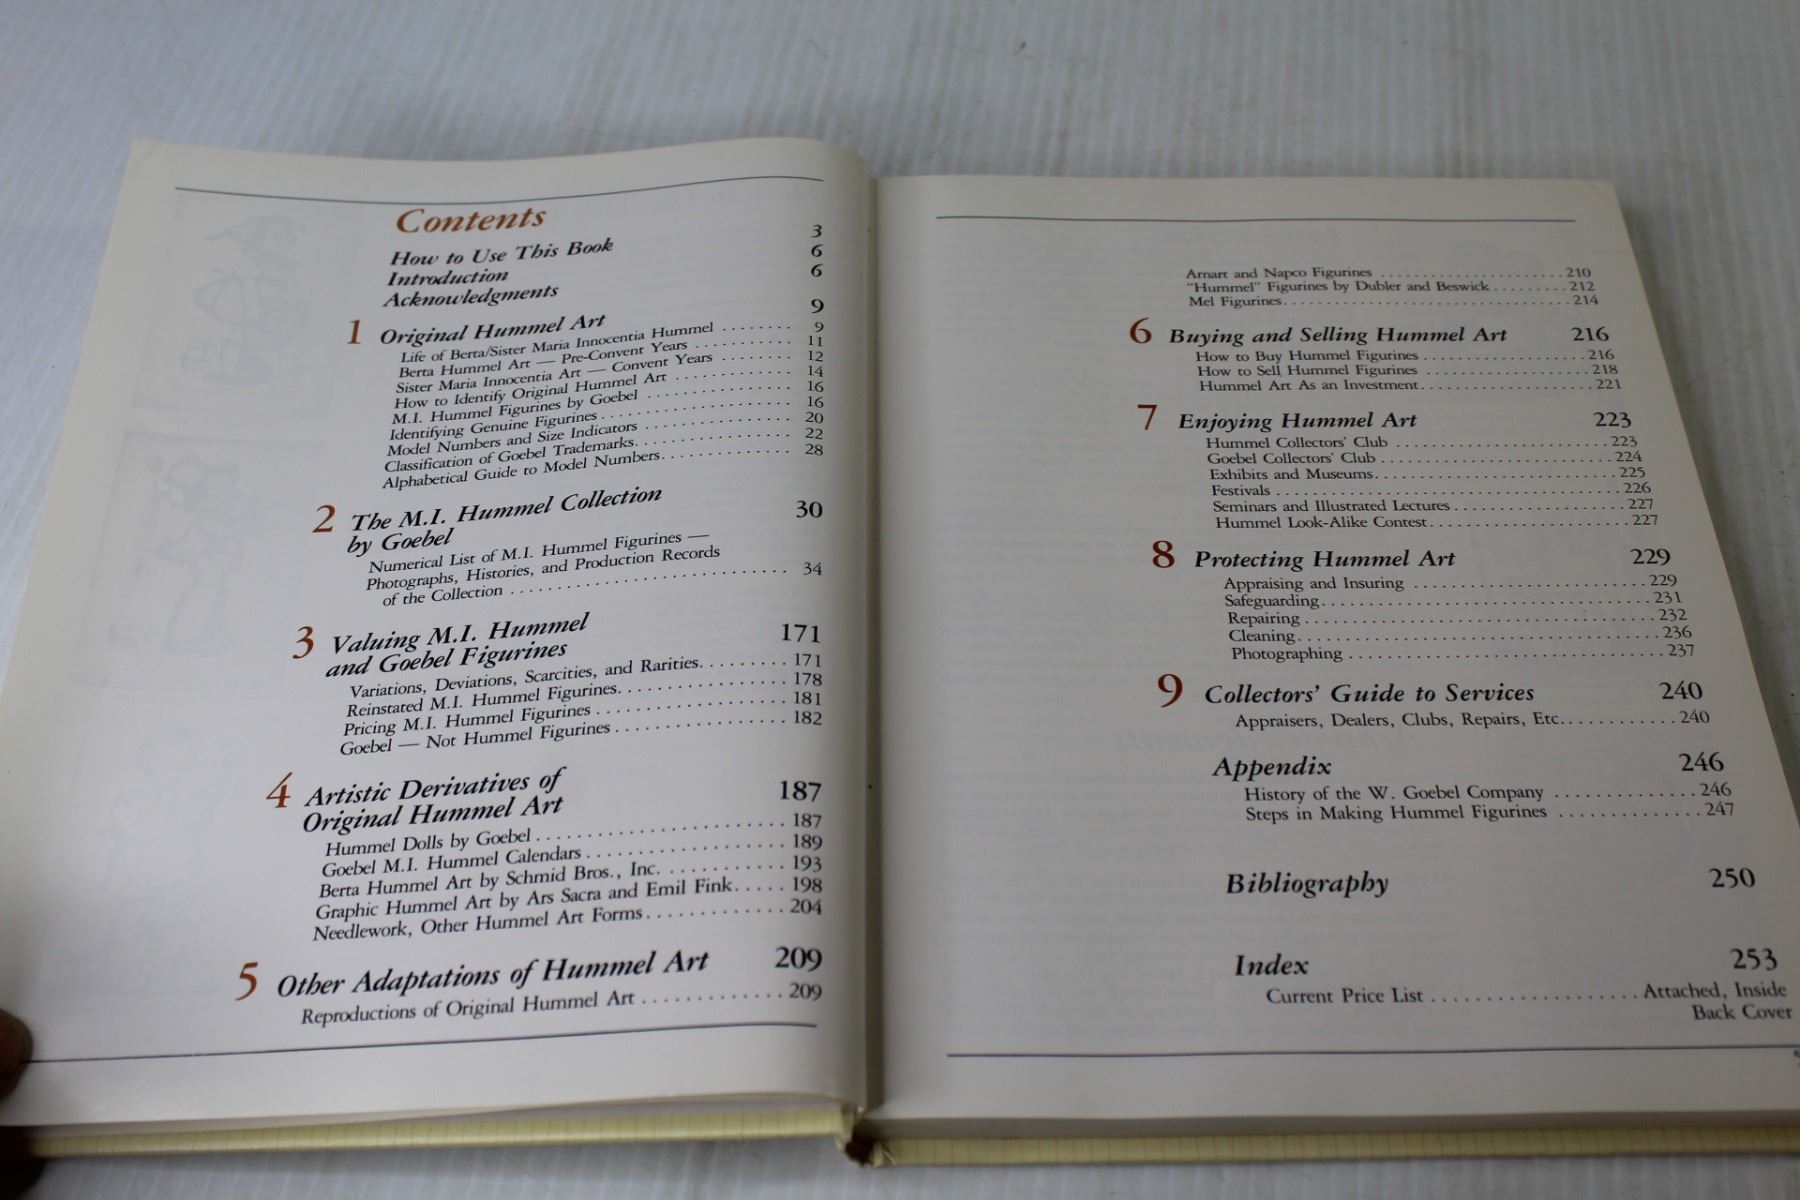 Contents
How to Use This Book 3
Introduction 6
Acknowledgments 6
1 Original Hummel Art 9
Life of Berta/Sister Maria Innocentia Hummel ........ 9
Berta Hummel Art — Pre-Convent Years .......... 11
Sister Maria Innocentia Art — Convent Years ........ 12
How to Identify Original Hummel Art ............ 14
M.I. Hummel Figurines by Goebel ............... 16
Identifying Genuine Figurines.................... 16
Model Numbers and Size Indicators ............... 20
Classification of Goebel Trademarks................ 22
Alphabetical Guide to Model Numbers............. 28
2 The M.I. Hummel Collection
by Goebel 30
Numerical List of M.I. Hummel Figurines —
Photographs, Histories, and Production Records
of the Collection ............................ 34
3 Valuing M.I. Hummel
and Goebel Figurines 171
Variations, Deviations, Scarcities, and Rarities......... 171
Reinstated M.I. Hummel Figurines................. 178
Pricing M.I. Hummel Figurines ................... 181
Goebel — Not Hummel Figurines ................. 182
4 Artistic Derivatives of
Original Hummel Art 187
Hummel Dolls by Goebel ........................ 187
Goebel M.I. Hummel Calendars ................... 189
Berta Hummel Art by Schmid Bros., Inc. ........... 193
Graphic Hummel Art by Ars Sacra and Emil Fink..... 198
Needlework, Other Hummel Art Forms............. 204
5 Other Adaptations of Hummel Art 209
Reproductions of Original Hummel Art ............. 209
Arnart and Napco Figurines ..................... 210
"Hummel" Figurines by Dubler and Beswick ......... 212
Mel Figurines................................ 214
6 Buying and Selling Hummel Art 216
How to Buy Hummel Figurines .................. 216
How to Sell Hummel Figurines .................. 218
Hummel Art As an Investment................... 221
7 Enjoying Hummel Art 223
Hummel Collectors' Club ....................... 223
Goebel Collectors' Club ........................ 224
Exhibits and Museums......................... 225
Festivals ................................... 226
Seminars and Illustrated Lectures ................. 227
Hummel Look-Alike Contest..................... 227
8 Protecting Hummel Art 229
Appraising and Insuring ........................ 229
Safeguarding................................ 231
Repairing .................................. 232
Cleaning................................... 236
Photographing .............................. 237
9 Collectors' Guide to Services 240
Appraisers, Dealers, Clubs, Repairs, Etc............ 240
Appendix 246
History of the W. Goebel Company .............. 246
Steps in Making Hummel Figurines .............. 247
Bibliography 250
Index 253
Current Price List ................... Attached, Inside
Back Cover